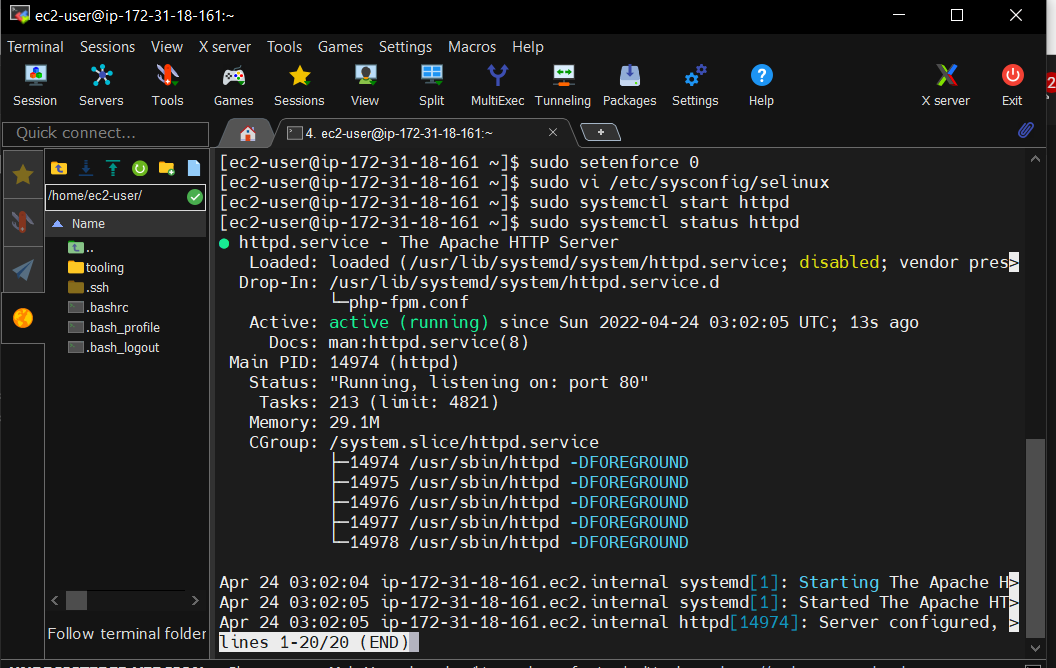 ec2-user@ip-172-31-18-161:~
Terminal Sessions View X server Tools Games Settings Macros Help
Session Servers Tools Games Sessions View Split MultiExec Tunneling Packages Settings Help X server Exit
Quick connect...
4. ec2-user@ip-172-31-18-161:~
/home/ec2-user/
Name
..
tooling
.ssh
.bashrc
.bash_profile
.bash_logout
Follow terminal folder
[ec2-user@ip-172-31-18-161 ~]$ sudo setenforce 0
[ec2-user@ip-172-31-18-161 ~]$ sudo vi /etc/sysconfig/selinux
[ec2-user@ip-172-31-18-161 ~]$ sudo systemctl start httpd
[ec2-user@ip-172-31-18-161 ~]$ sudo systemctl status httpd
● httpd.service - The Apache HTTP Server
Loaded: loaded (/usr/lib/systemd/system/httpd.service; disabled; vendor pres>
Drop-In: /usr/lib/systemd/system/httpd.service.d
└─php-fpm.conf
Active: active (running) since Sun 2022-04-24 03:02:05 UTC; 13s ago
Docs: man:httpd.service(8)
Main PID: 14974 (httpd)
Status: "Running, listening on: port 80"
Tasks: 213 (limit: 4821)
Memory: 29.1M
CGroup: /system.slice/httpd.service
├─14974 /usr/sbin/httpd -DFOREGROUND
├─14975 /usr/sbin/httpd -DFOREGROUND
├─14976 /usr/sbin/httpd -DFOREGROUND
├─14977 /usr/sbin/httpd -DFOREGROUND
└─14978 /usr/sbin/httpd -DFOREGROUND
Apr 24 03:02:04 ip-172-31-18-161.ec2.internal systemd[1]: Starting The Apache H>
Apr 24 03:02:05 ip-172-31-18-161.ec2.internal systemd[1]: Started The Apache HT>
Apr 24 03:02:05 ip-172-31-18-161.ec2.internal httpd[14974]: Server configured, >
lines 1-20/20 (END)